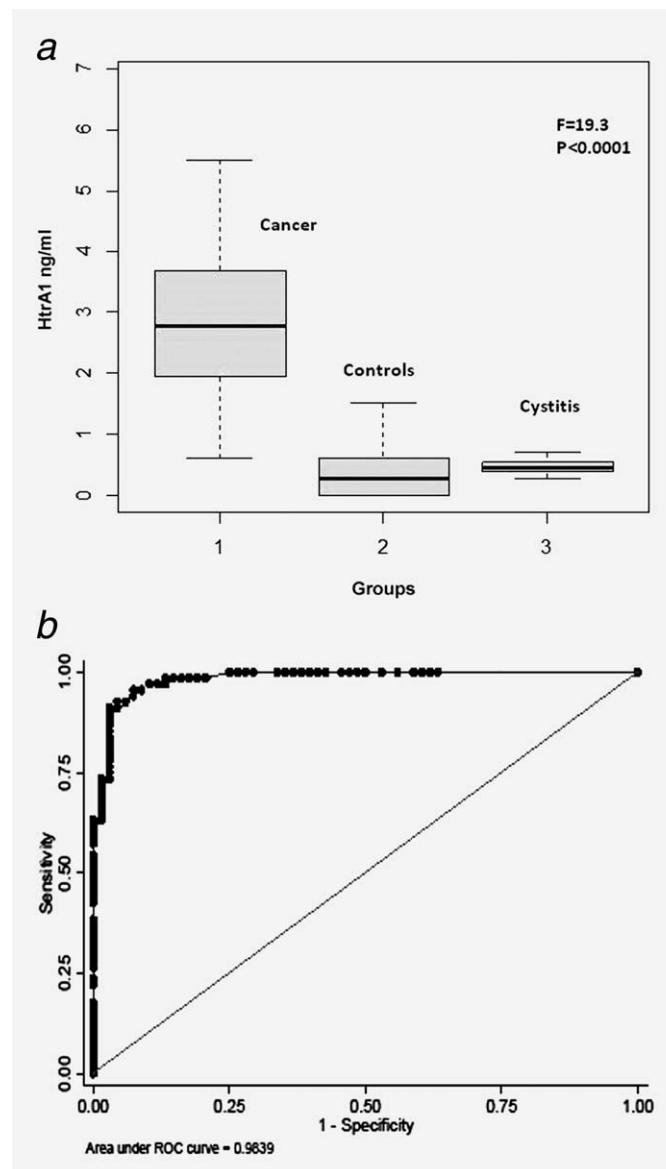 a
HtrA1 ng/ml
7
6
5
4
3
2
1
0
F=19.3
P<0.0001
Cancer
Controls
Cystitis
1 2 3
Groups
b
Sensitivity
1.00
0.75
0.50
0.25
0.00
0.00 0.25 0.50 0.75 1.00
1 - Specificity
Area under ROC curve = 0.9839